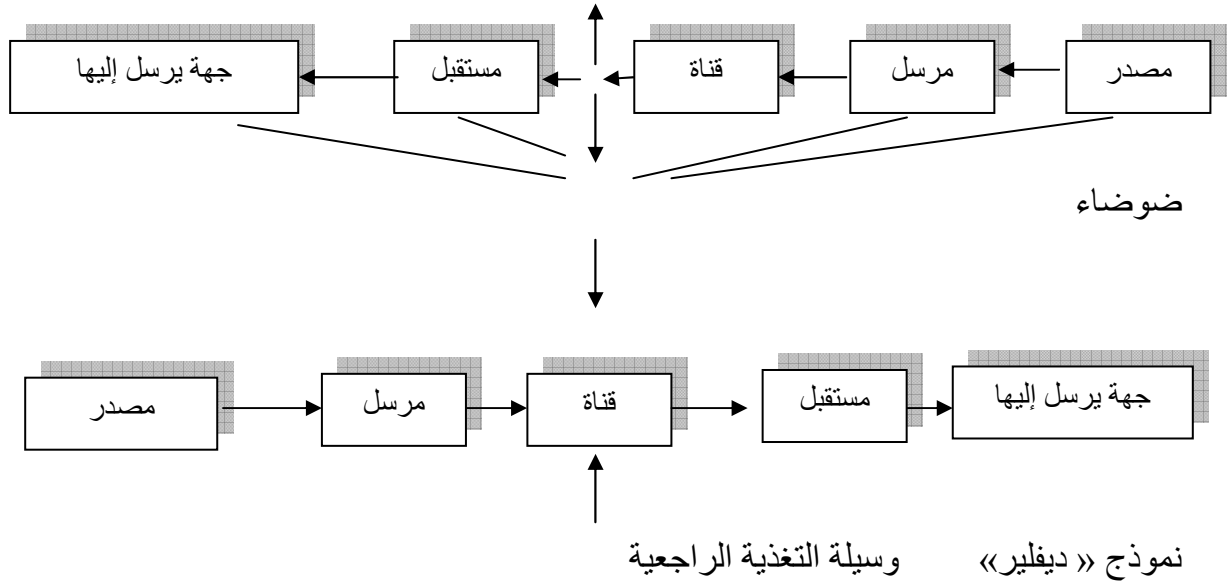 مصدر
مرسل
قناة
مستقبل
جهة يرسل إليها
ضوضاء
مصدر
مرسل
قناة
مستقبل
جهة يرسل إليها
نموذج « ديفلير» وسيلة التغذية الراجعية